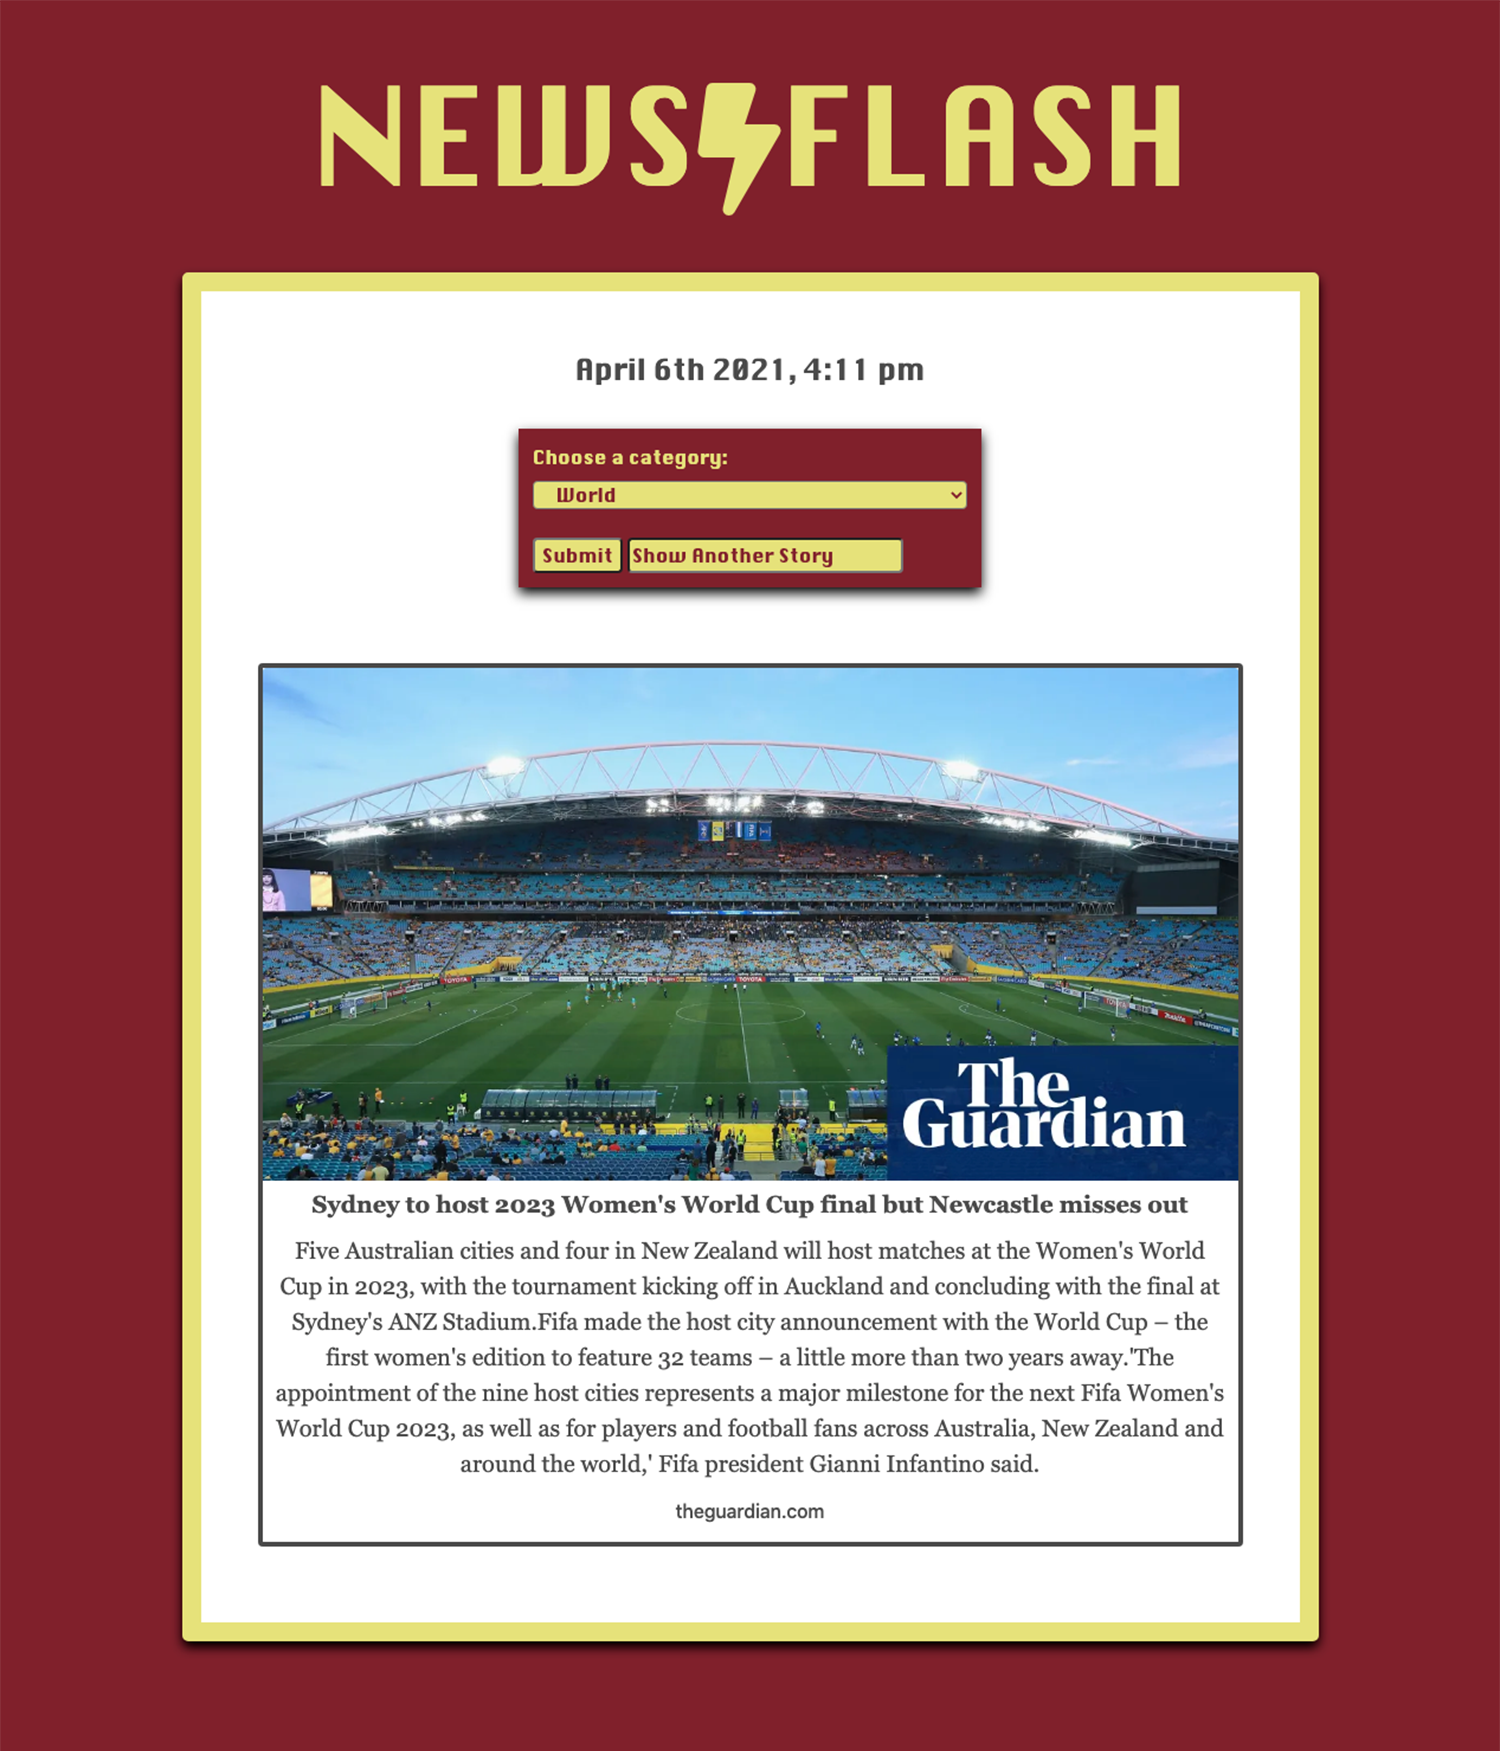 NEWS FLASH
April 6th 2021, 4:11 pm
Choose a category:
World
Submit
Show Another Story
TOYOTA
TOYOTA
The
Guardian
Sydney to host 2023 Women's World Cup final but Newcastle misses out
Five Australian cities and four in New Zealand will host matches at the Women's World
Cup in 2023, with the tournament kicking off in Auckland and concluding with the final at
Sydney's ANZ Stadium.Fifa made the host city announcement with the World Cup – the
first women's edition to feature 32 teams – a little more than two years away.'The
appointment of the nine host cities represents a major milestone for the next Fifa Women's
World Cup 2023, as well as for players and football fans across Australia, New Zealand and
around the world,' Fifa president Gianni Infantino said.
theguardian.com